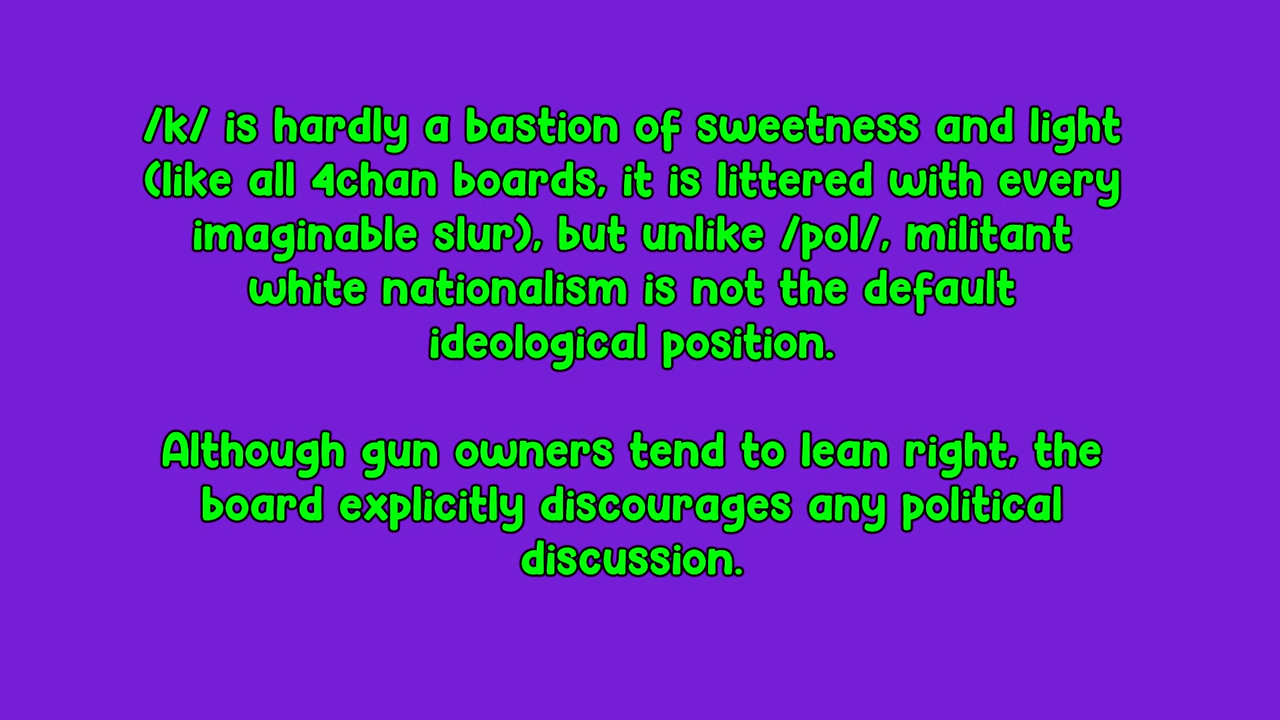 /k/ is hardly a bastion of sweetness and light
(like all 4chan boards, it is littered with every
imaginable slur), but unlike /pol/, militant
white nationalism is not the default
ideological position.
Although gun owners tend to lean right, the
board explicitly discourages any political
discussion.